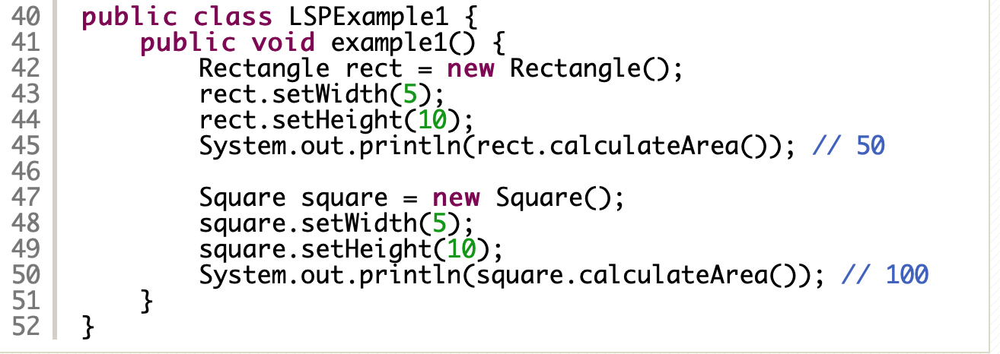 40 public class LSPExample1 {
41     public void example1() {
42         Rectangle rect = new Rectangle();
43         rect.setWidth(5);
44         rect.setHeight(10);
45         System.out.println(rect.calculateArea()); // 50
46
47         Square square = new Square();
48         square.setWidth(5);
49         square.setHeight(10);
50         System.out.println(square.calculateArea()); // 100
51     }
52 }